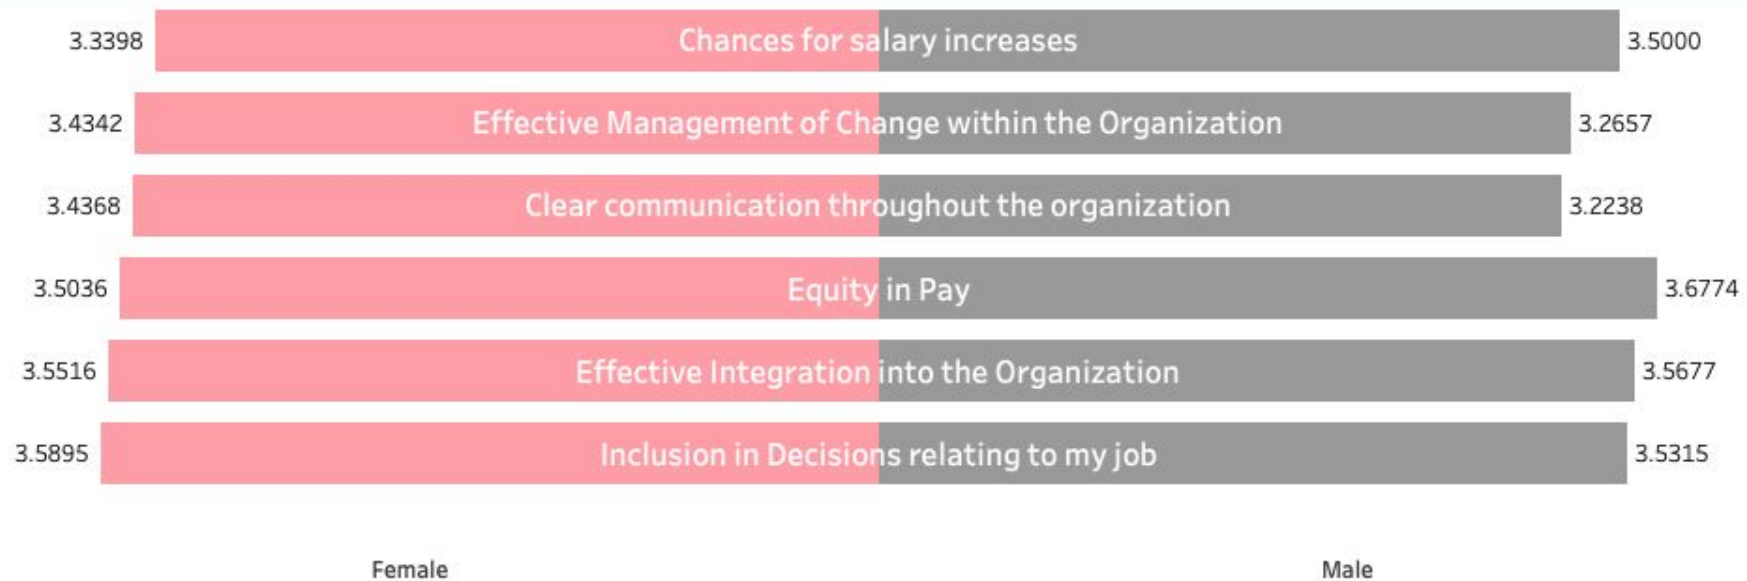 3.3398 Chances for salary increases 3.5000
3.4342 Effective Management of Change within the Organization 3.2657
3.4368 Clear communication throughout the organization 3.2238
3.5036 Equity in Pay 3.6774
3.5516 Effective Integration into the Organization 3.5677
3.5895 Inclusion in Decisions relating to my job 3.5315
Female Male